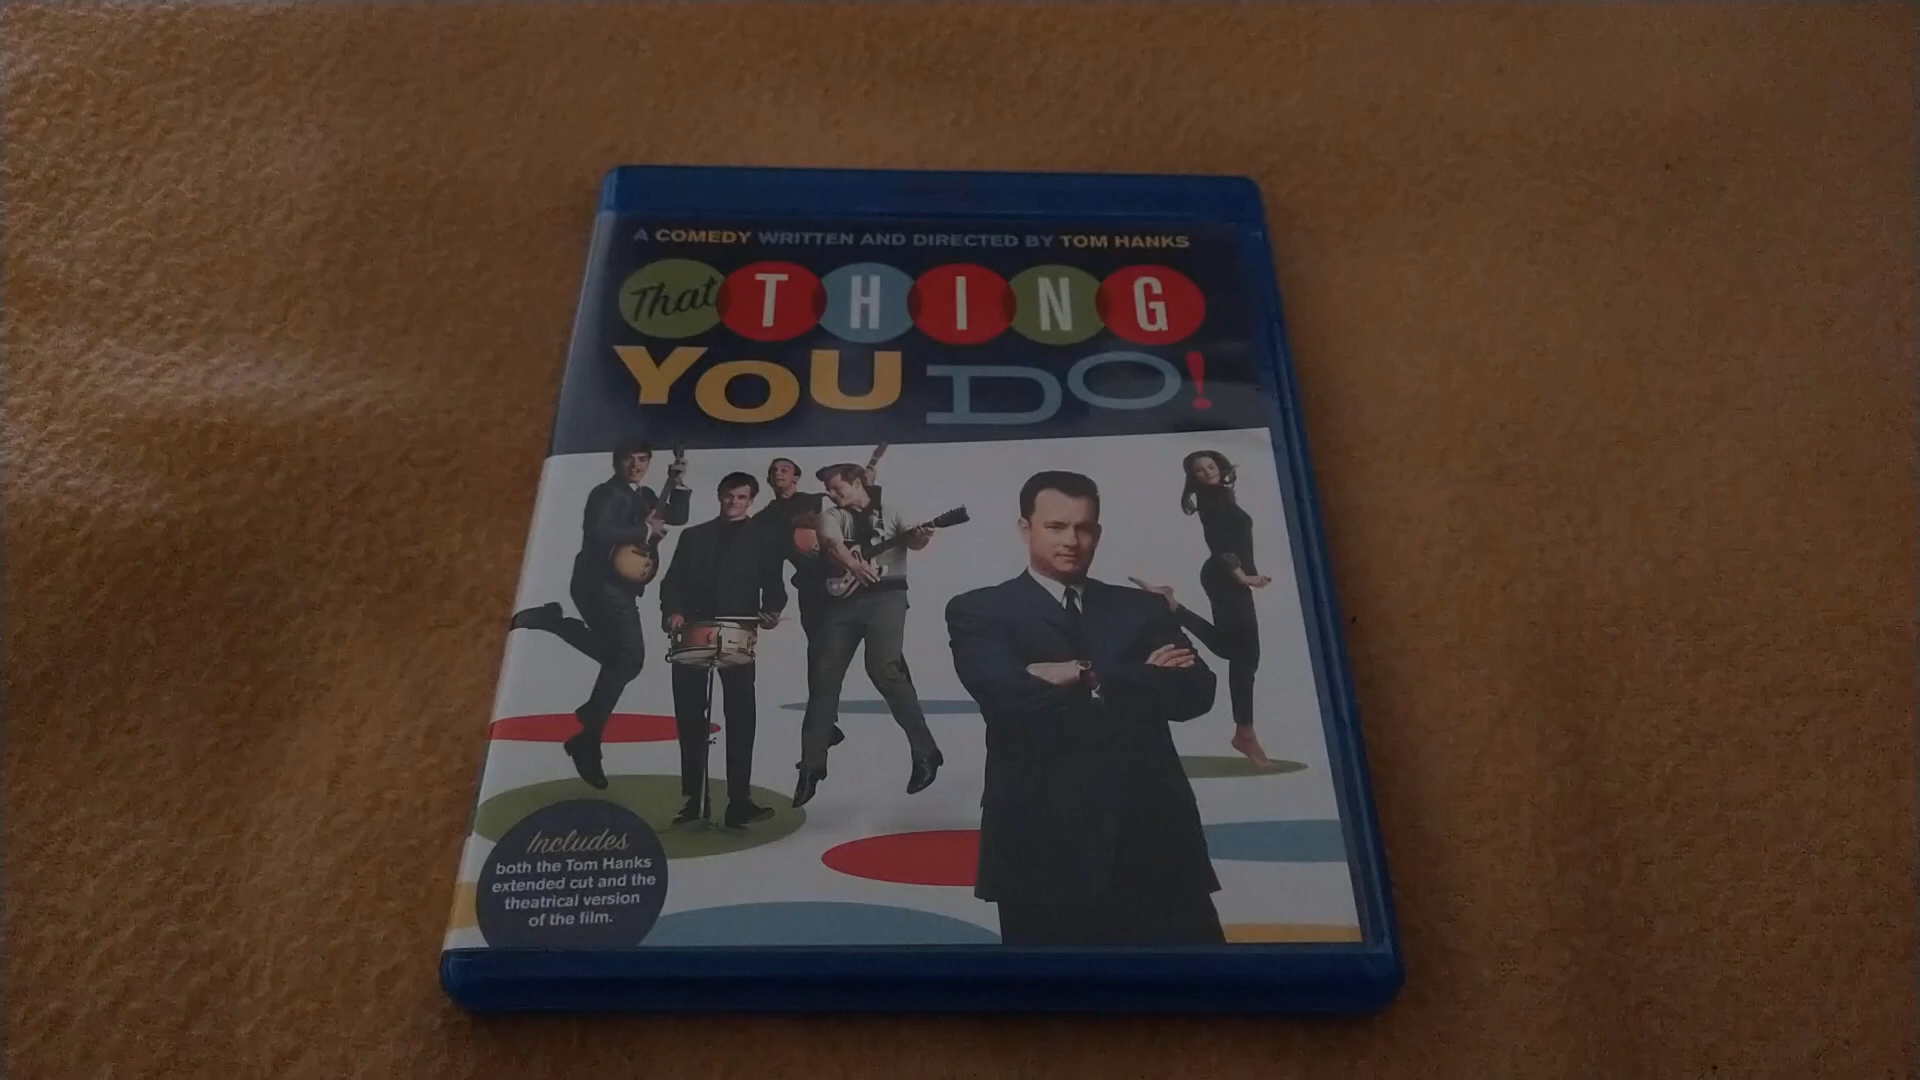 A COMEDY WRITTEN AND DIRECTED BY TOM HANKS
That THING
YOU DO!
Includes
both the Tom Hanks
extended cut and the
theatrical version
of the film.